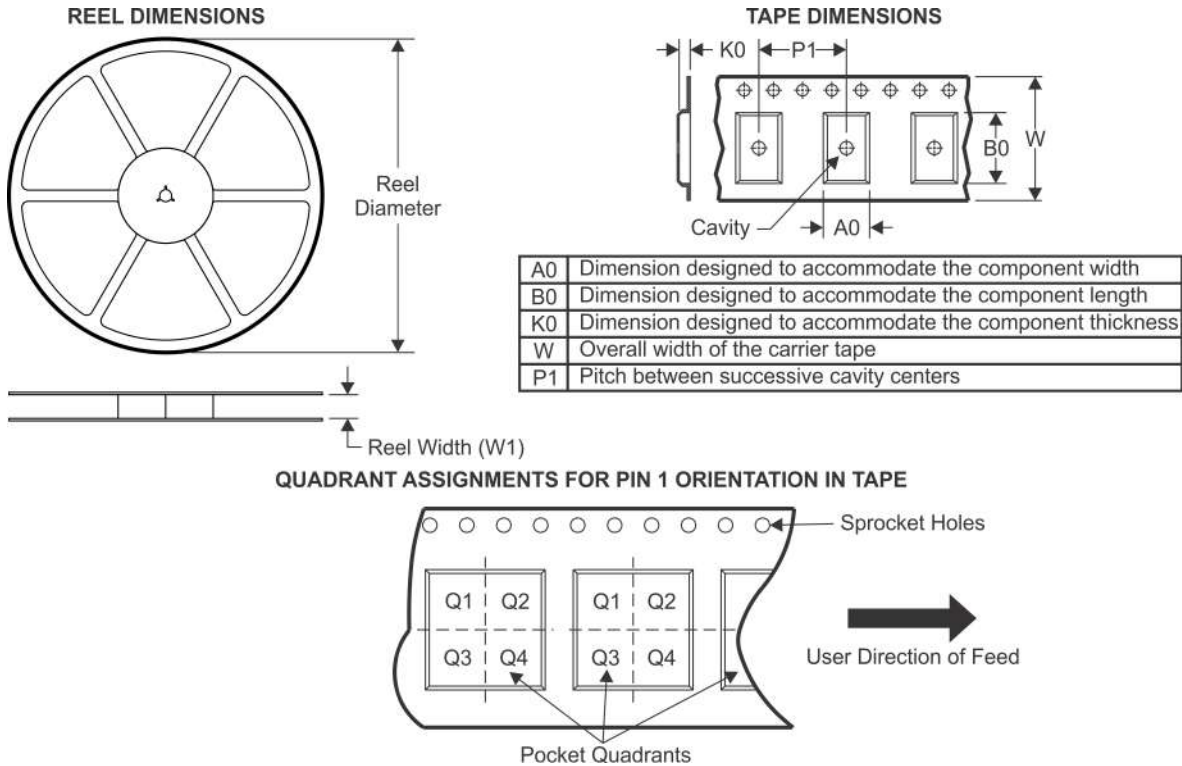 REEL DIMENSIONS
Reel
Diameter
Reel Width (W1)
TAPE DIMENSIONS
K0
P1
B0
W
Cavity
A0
A0 Dimension designed to accommodate the component width
B0 Dimension designed to accommodate the component length
K0 Dimension designed to accommodate the component thickness
W Overall width of the carrier tape
P1 Pitch between successive cavity centers
QUADRANT ASSIGNMENTS FOR PIN 1 ORIENTATION IN TAPE
Sprocket Holes
Q1 Q2 Q1 Q2
Q3 Q4 Q3 Q4
User Direction of Feed
Pocket Quadrants